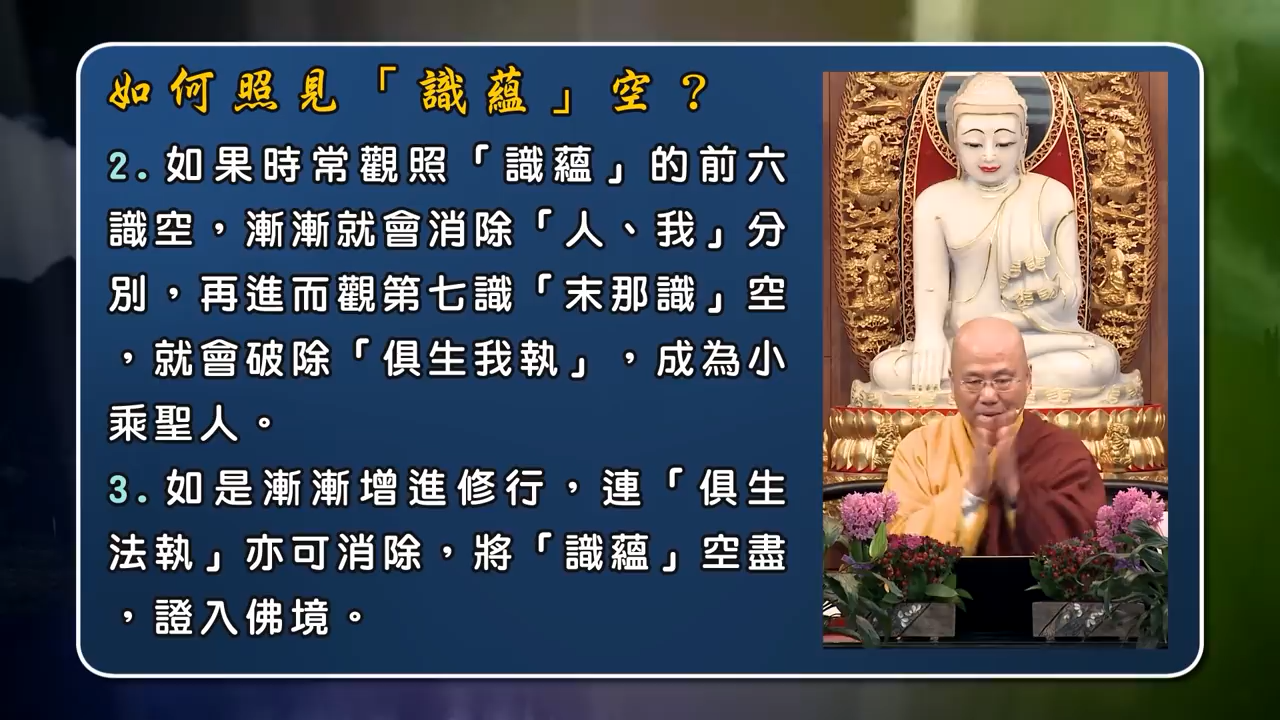 如何照見「識蘊」空？
2.如果時常觀照「識蘊」的前六
識空，漸漸就會消除「人、我」分
別，再進而觀第七識「末那識」空
，就會破除「俱生我執」，成為小
乘聖人。
3.如是漸漸增進修行，連「俱生
法執」亦可消除，將「識蘊」空盡
，證入佛境。